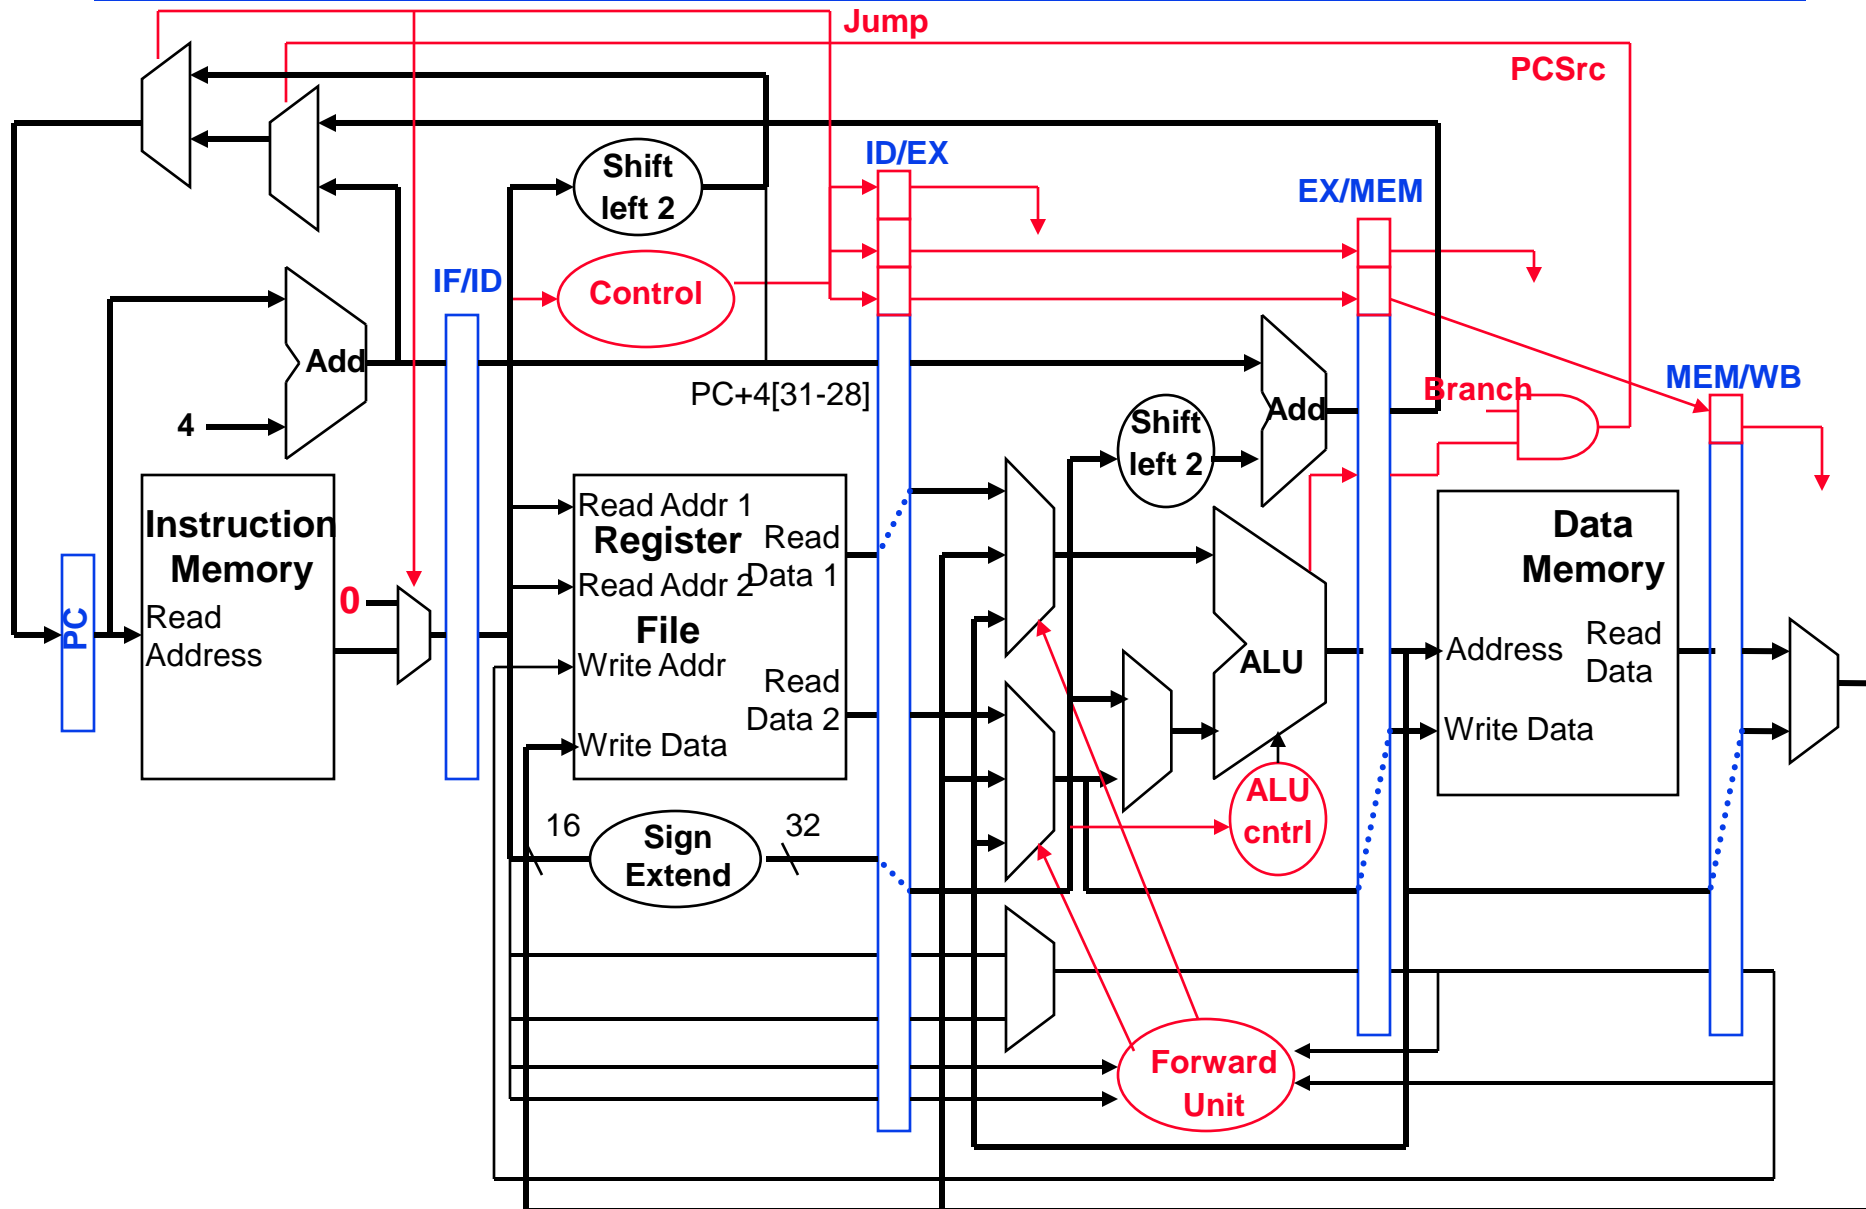 Jump
PCSrc
Shift
left 2
ID/EX
EX/MEM
IF/ID
Control
Add
PC+4[31-28]
4
Branch
MEM/WB
Shift
left 2
Add
Instruction
Memory
Read
Address
PC
0
Read Addr 1
Register
Read Addr 2
File
Write Addr
Write Data
Read
Data 1
Read
Data 2
ALU
ALU
cntrl
Data
Memory
Address
Read
Data
Write Data
16
Sign
Extend
32
Forward
Unit